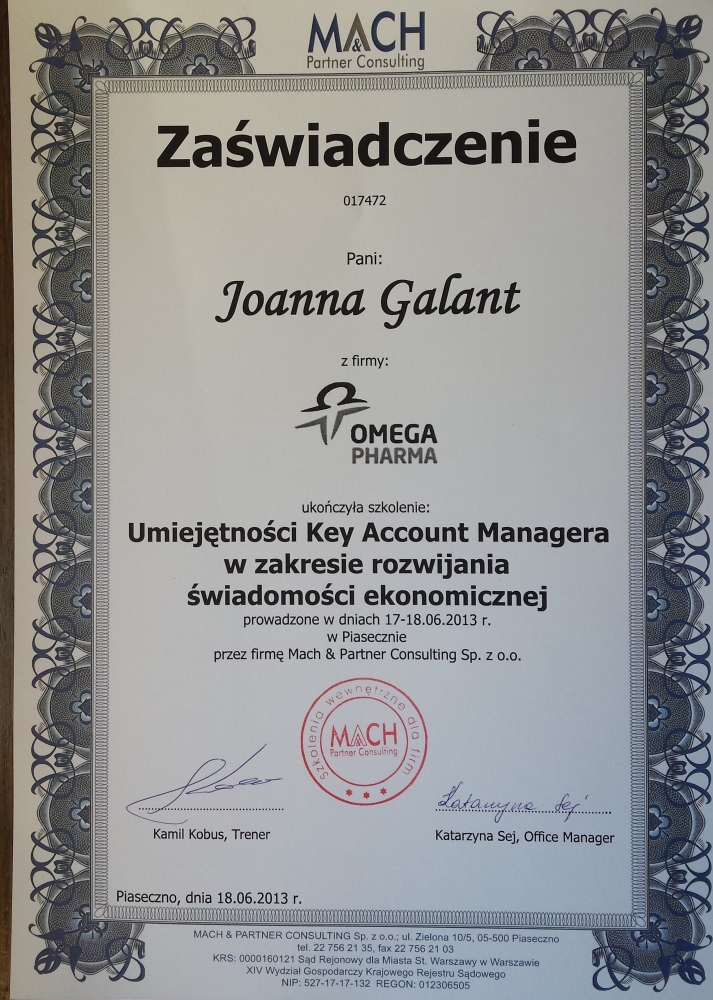 MACH
&
Partner Consulting
Zaświadczenie
017472
Pani:
Joanna Galant
z firmy:
OMEGA
PHARMA
ukończyła szkolenie:
Umiejętności Key Account Managera
w zakresie rozwijania
świadomości ekonomicznej
prowadzone w dniach 17-18.06.2013 r.
w Piasecznie
przez firmę Mach & Partner Consulting Sp. z o.o.
szkolenia wewnętrzne dla firm
MACH
Partner Consulting
Katarzyna Sej
Kamil Kobus, Trener
Katarzyna Sej, Office Manager
Piaseczno, dnia 18.06.2013 r.
MACH & PARTNER CONSULTING Sp. z o.o.; ul. Zielona 10/5, 05-500 Piaseczno
tel. 22 756 21 35, fax 22 756 21 03
KRS: 0000160121 Sąd Rejonowy dla Miasta St. Warszawy w Warszawie
XIV Wydział Gospodarczy Krajowego Rejestru Sądowego
NIP: 527-17-17-132 REGON: 012306505